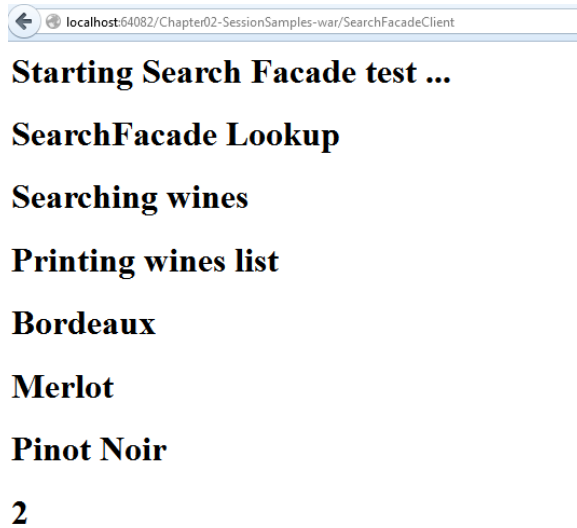 localhost:64082/Chapter02-SessionSamples-war/SearchFacadeClient
Starting Search Facade test ...
SearchFacade Lookup
Searching wines
Printing wines list
Bordeaux
Merlot
Pinot Noir
2